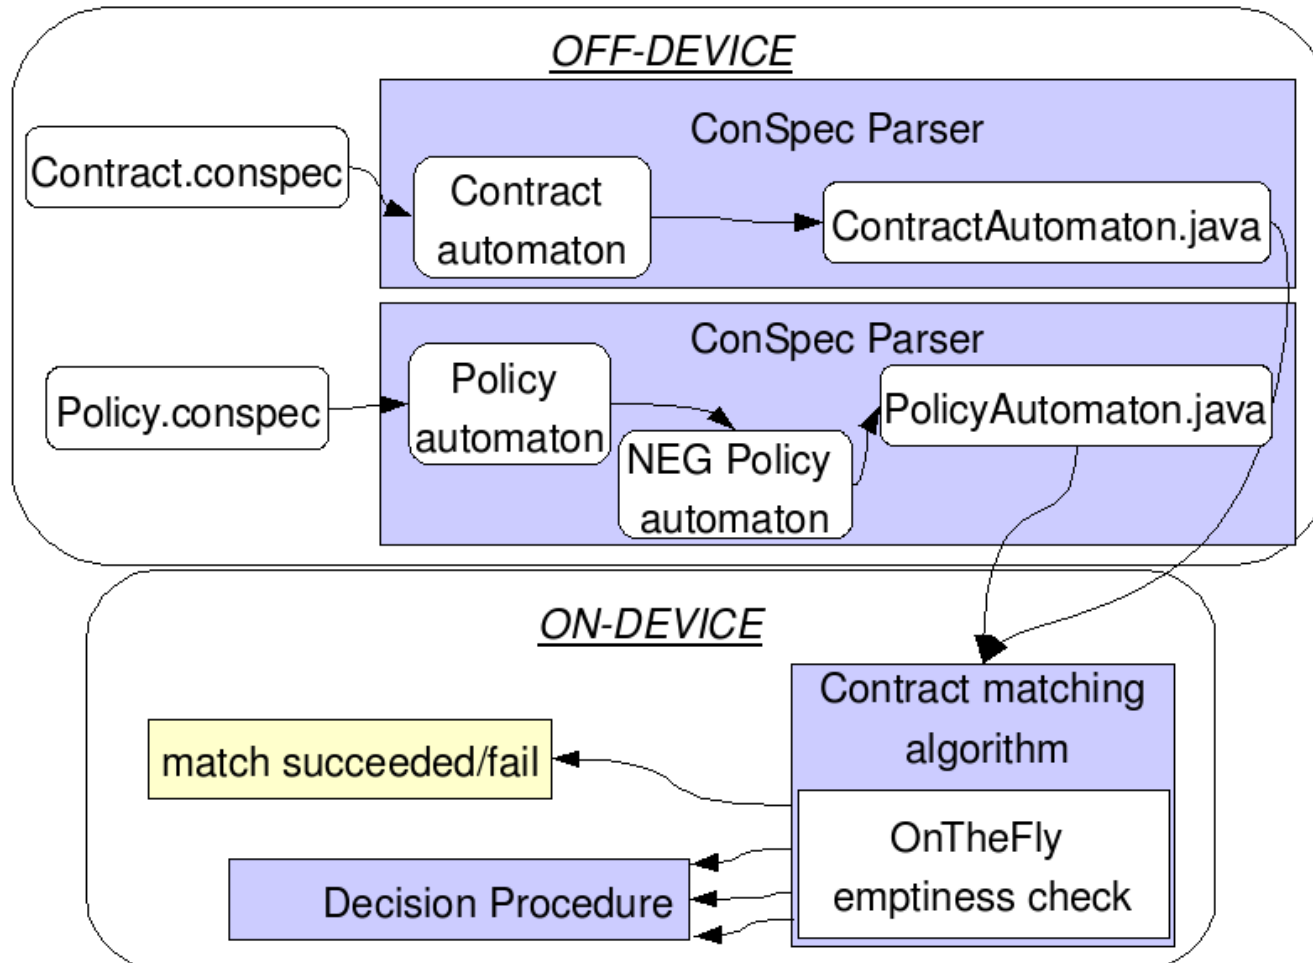 OFF-DEVICE
ConSpec Parser
Contract.conspec
Contract
automaton
ContractAutomaton.java
ConSpec Parser
Policy.conspec
Policy
automaton
NEG Policy
automaton
PolicyAutomaton.java
ON-DEVICE
Contract matching
algorithm
match succeeded/fail
OnTheFly
emptiness check
Decision Procedure